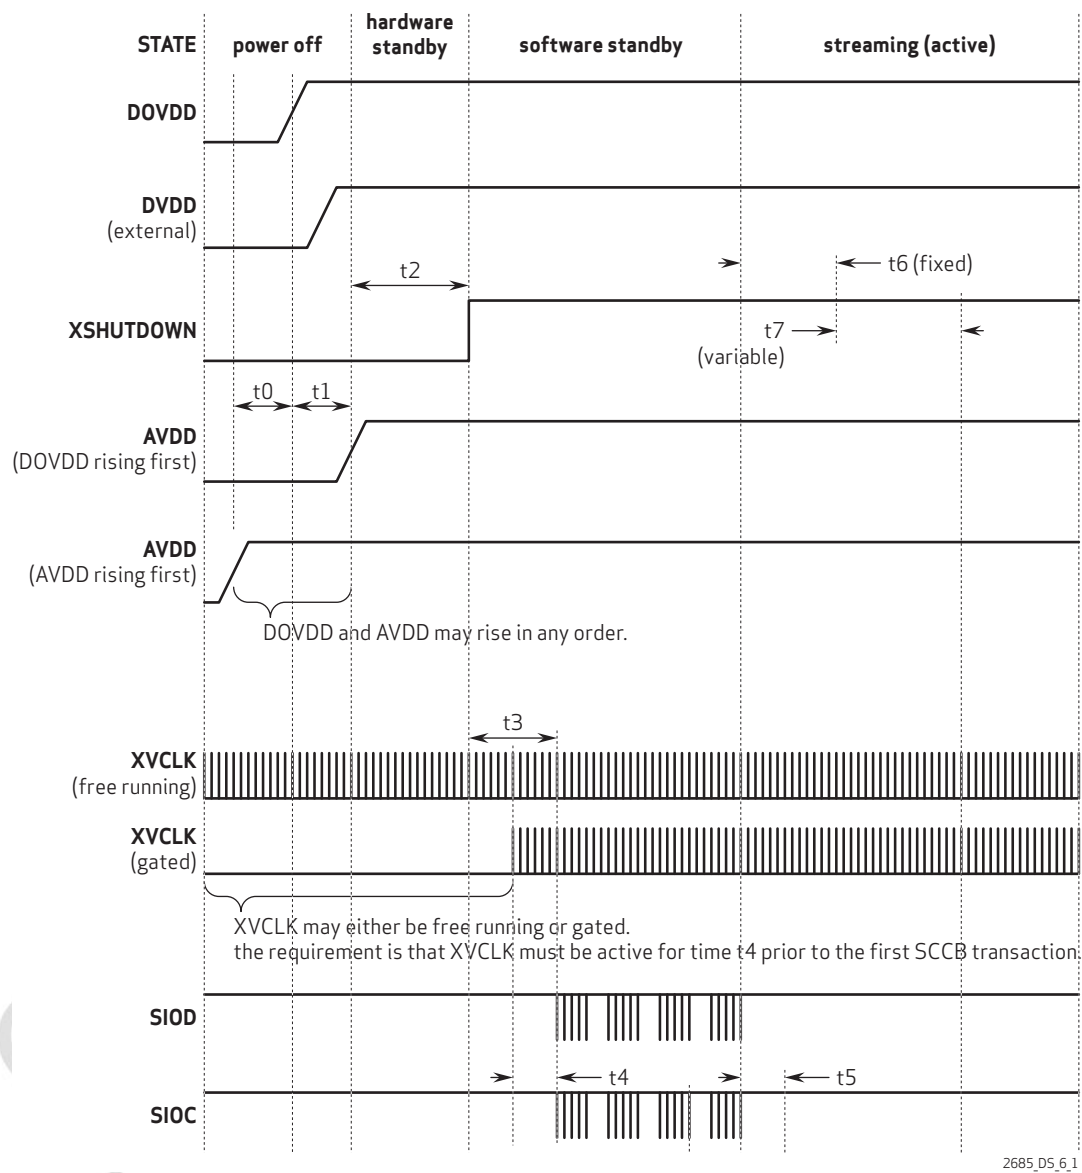 hardware
STATE power off standby software standby streaming (active)
DOVDD
DVDD
(external)
t6 (fixed)
t2
XSHUTDOWN
t7
(variable)
t0 t1
AVDD
(DOVDD rising first)
AVDD
(AVDD rising first)
DOVDD and AVDD may rise in any order.
t3
XVCLK
(free running)
XVCLK
(gated)
XVCLK may either be free running or gated.
the requirement is that XVCLK must be active for time t4 prior to the first SCCB transaction.
SIOD
t4 t5
SIOC
2685_DS_6_1